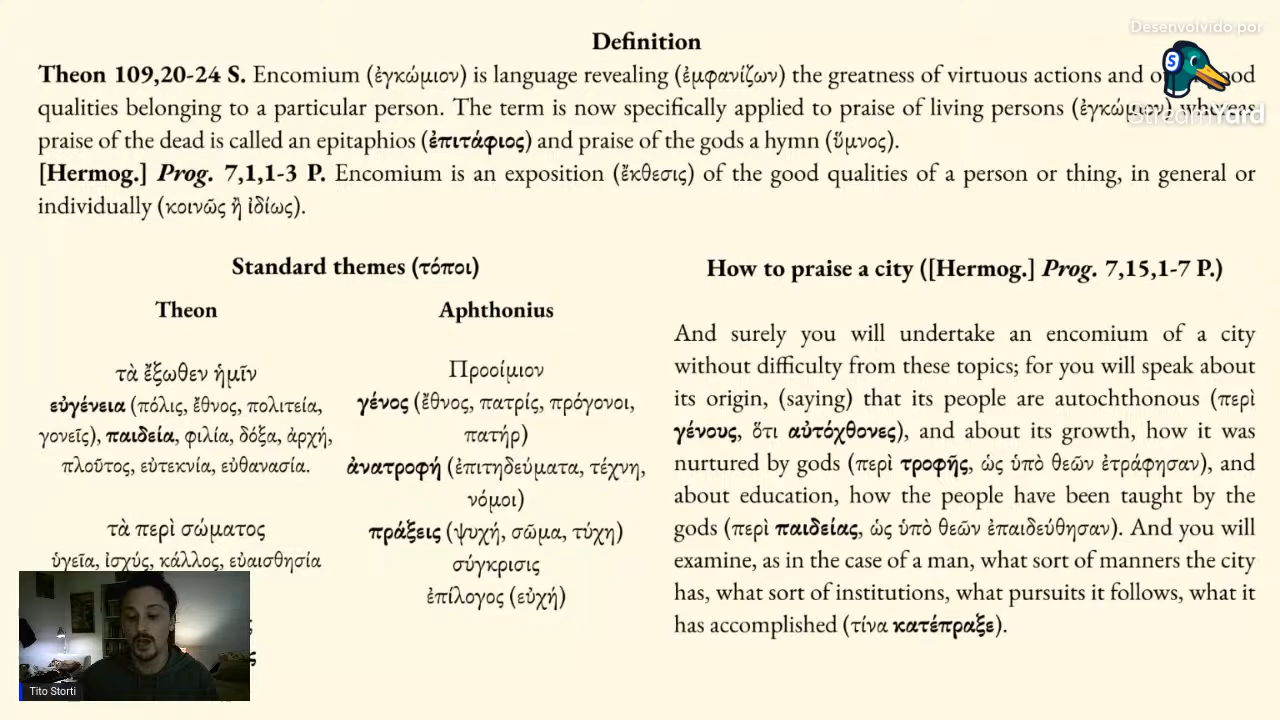 Desenvolvido por
S
StreamYard
Definition
Theon 109,20-24 S. Encomium (ἐγκώμιον) is language revealing (ἐμφανίζων) the greatness of virtuous actions and
qualities belonging to a particular person. The term is now specifically applied to praise of living persons (ἐγκώμιον) whereas
praise of the dead is called an epitaphios (ἐπιτάφιος) and praise of the gods a hymn (ὕμνος).
[Hermog.] Prog. 7,1,1-3 P. Encomium is an exposition (ἔκθεσις) of the good qualities of a person or thing, in general or
individually (κοινῶς ἢ ἰδίως).
Standard themes (τόποι)
Theon
τὰ ἔξωθεν ἡμῖν
εὐγένεια (πόλις, ἔθνος, πολιτεία,
γονεῖς), παιδεία, φιλία, δόξα, ἀρχή,
πλοῦτος, εὐτεκνία, εὐθανασία.
τὰ περὶ σώματος
ὑγεῖα, ἰσχύς, κάλλος, εὐαισθησία
Aphthonius
Προοίμιον
γένος (ἔθνος, πατρίς, πρόγονοι,
πατήρ)
ἀνατροφή (ἐπιτηδεύματα, τέχνη,
νόμοι)
πράξεις (ψυχή, σῶμα, τύχη)
σύγκρισις
ἐπίλογος (εὐχή)
How to praise a city ([Hermog.] Prog. 7,15,1-7 P.)
And surely you will undertake an encomium of a city
without difficulty from these topics; for you will speak about
its origin, (saying) that its people are autochthonous (περὶ
γένους, ὅτι αὐτόχθονες), and about its growth, how it was
nurtured by gods (περὶ τροφῆς, ὡς ὑπὸ θεῶν ἐτράφησαν), and
about education, how the people have been taught by the
gods (περὶ παιδείας, ὡς ὑπὸ θεῶν ἐπαιδεύθησαν). And you will
examine, as in the case of a man, what sort of manners the city
has, what sort of institutions, what pursuits it follows, what it
has accomplished (τίνα κατέπραξε).
Tito Storti